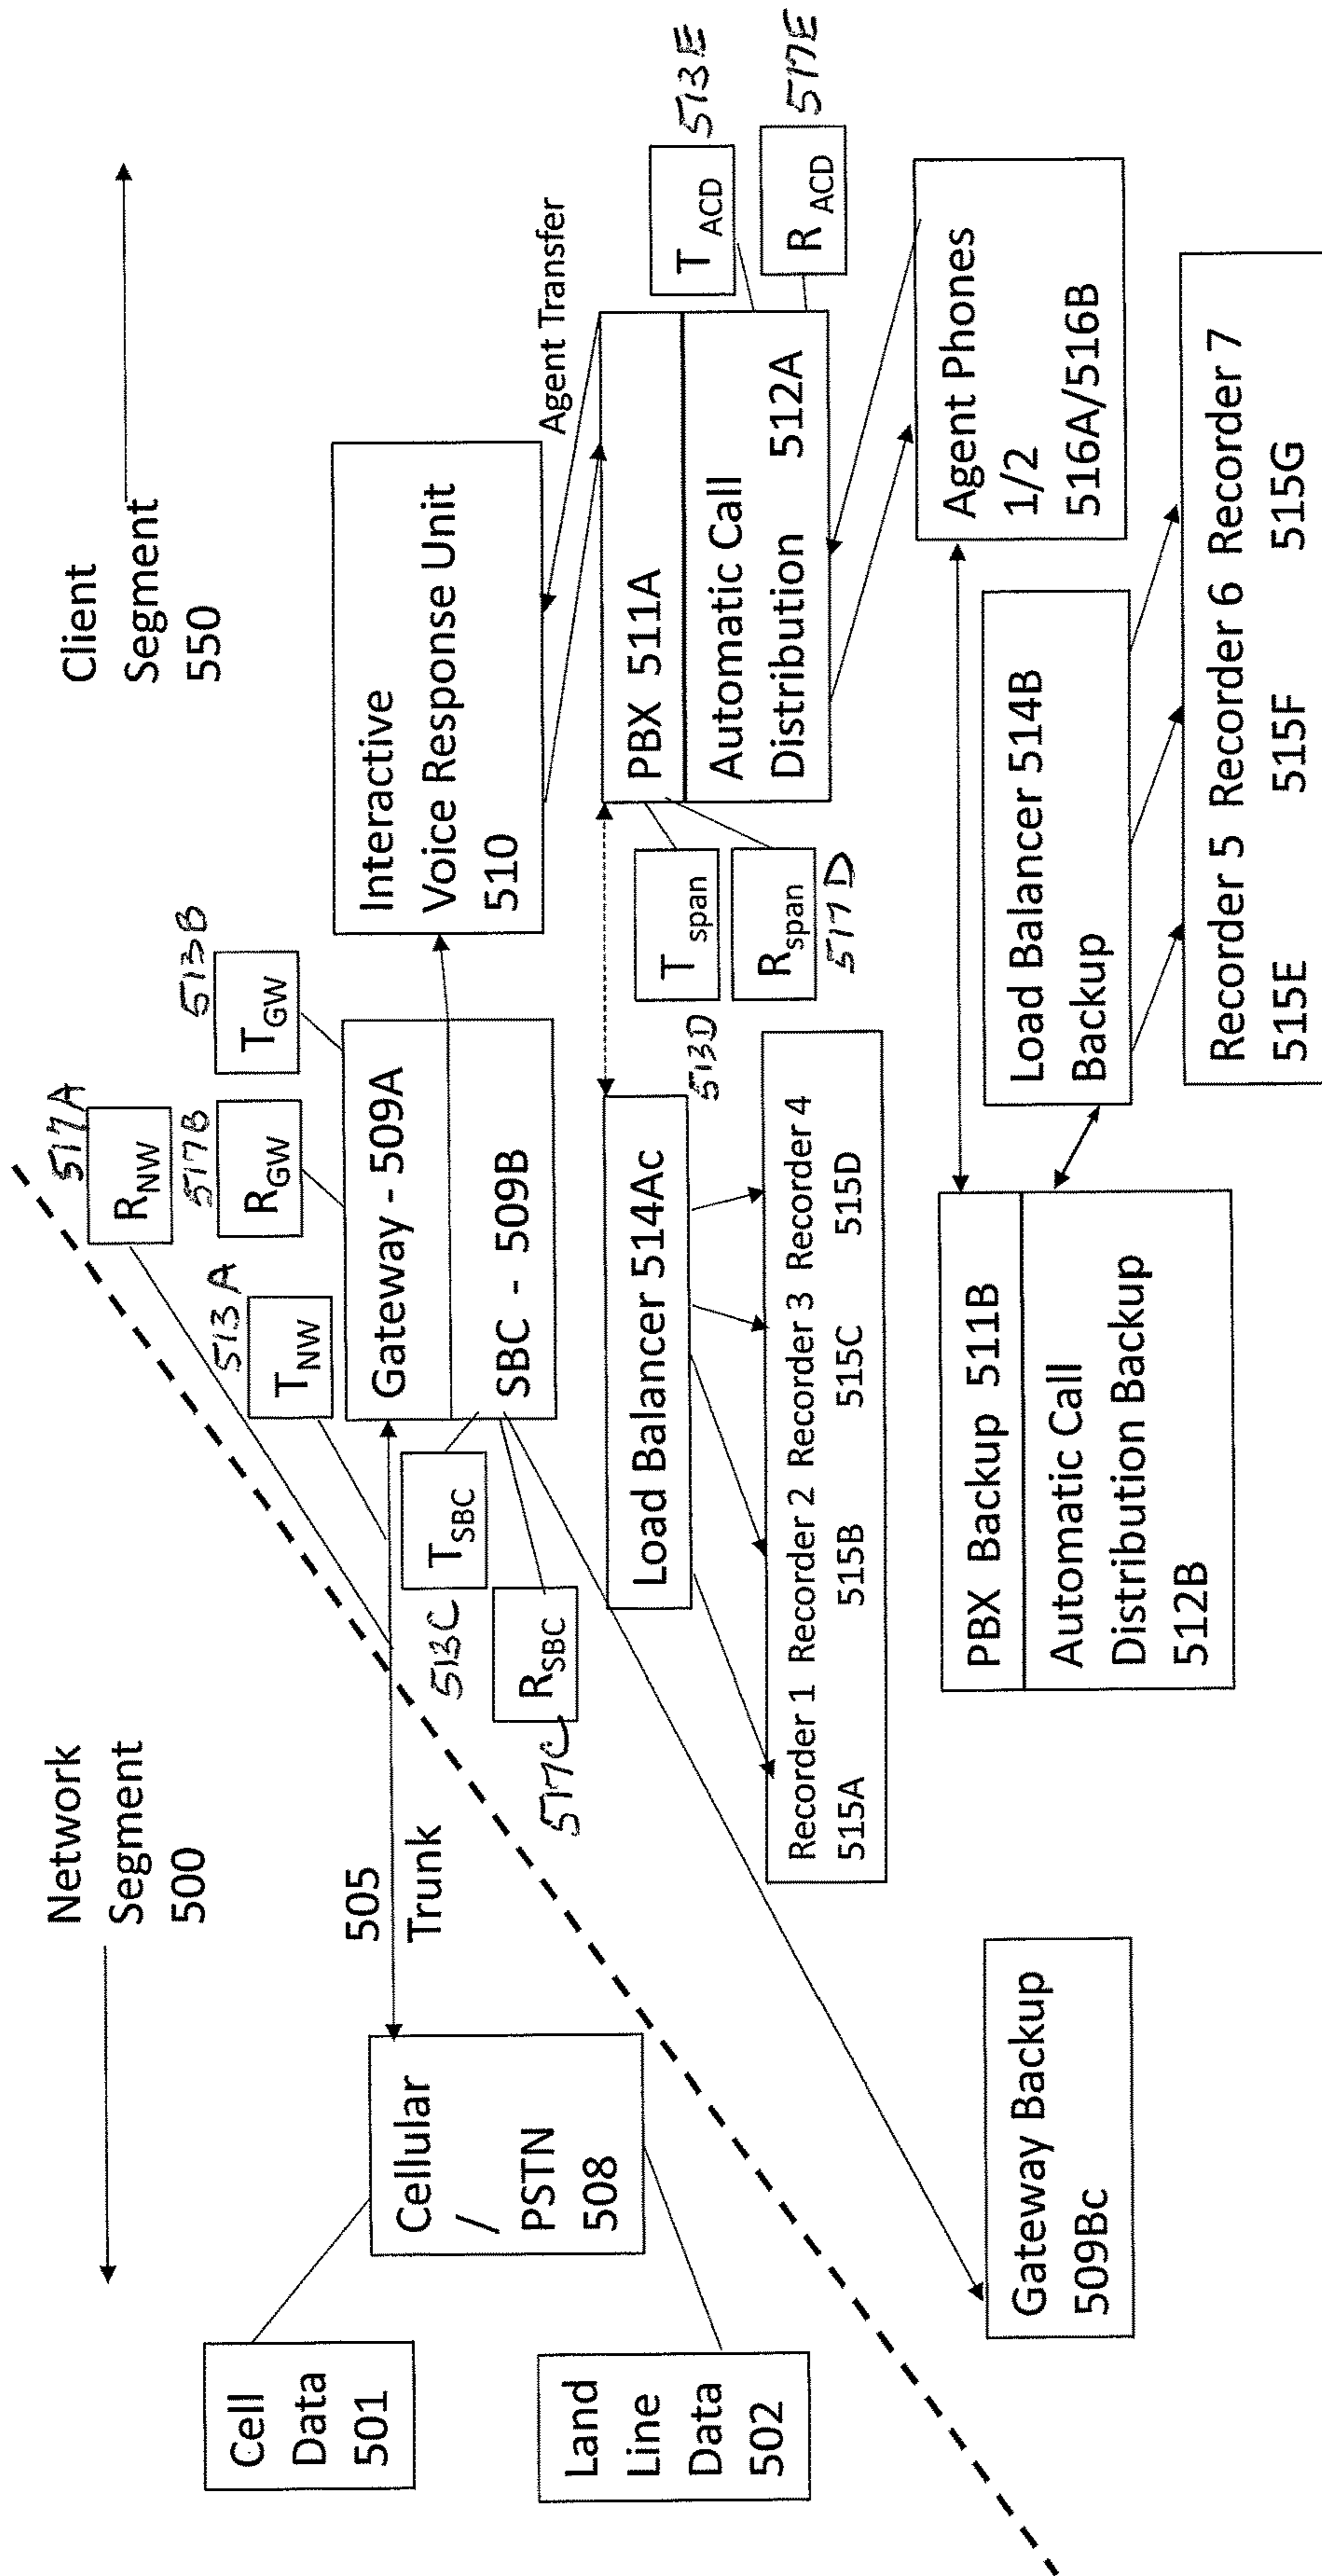 Network
Segment
500
Client
Segment
550
Cell
Data
501
Land
Line
Data
502
Cellular
/
PSTN
508
505
Trunk
517A
R NW
513A
T NW
517B
R GW
513B
T GW
Gateway - 509A
SBC - 509B
513C
T SBC
517C
R SBC
Interactive
Voice Response Unit
510
Agent Transfer
PBX 511A
Automatic Call
Distribution 512A
T ACD
513E
R ACD
517E
T span
513D
R span
517D
Load Balancer 514Ac
Recorder 1 Recorder 2 Recorder 3 Recorder 4
515A 515B 515C 515D
Agent Phones
1/2
516A/516B
Gateway Backup
509Bc
PBX Backup 511B
Automatic Call
Distribution Backup
512B
Load Balancer 514B
Backup
Recorder 5 Recorder 6 Recorder 7
515E 515F 515G